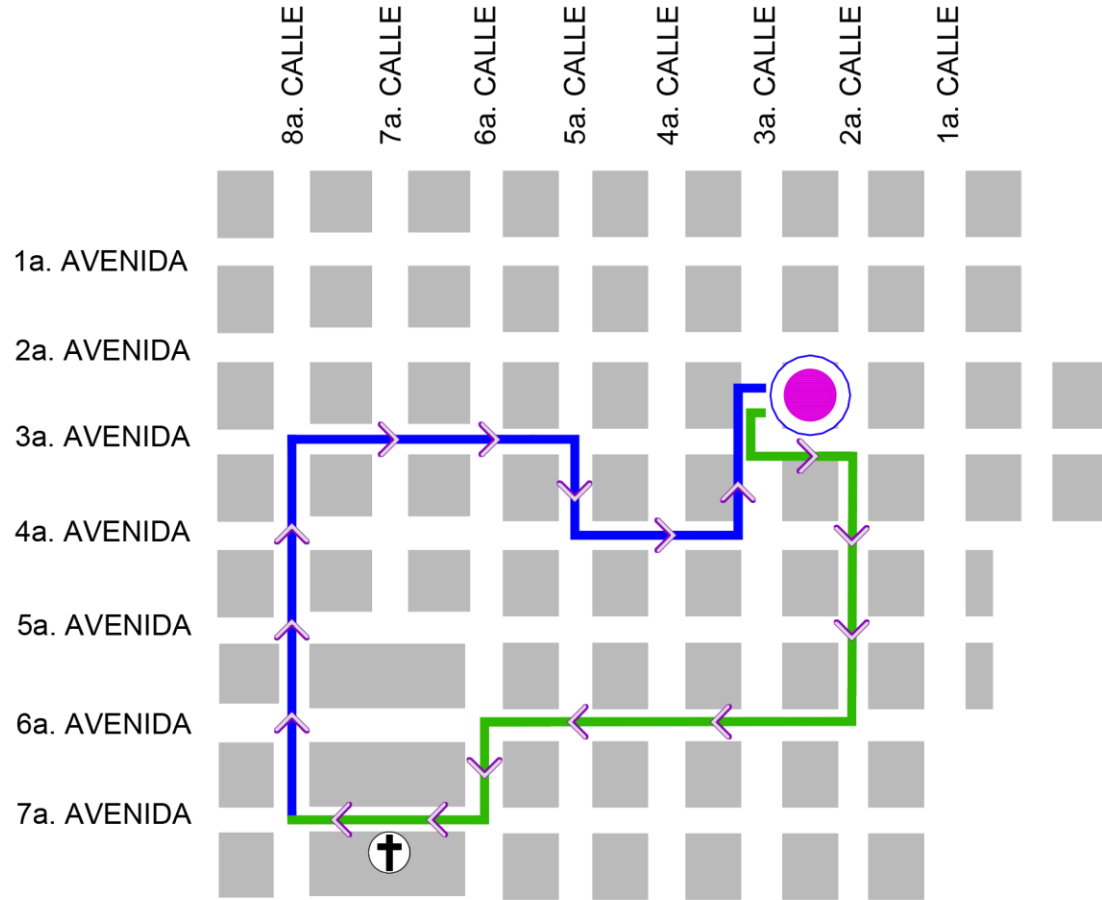 8a. CALLE
7a. CALLE
6a. CALLE
5a. CALLE
4a. CALLE
3a. CALLE
2a. CALLE
1a. CALLE
1a. AVENIDA
2a. AVENIDA
3a. AVENIDA
4a. AVENIDA
5a. AVENIDA
6a. AVENIDA
7a. AVENIDA